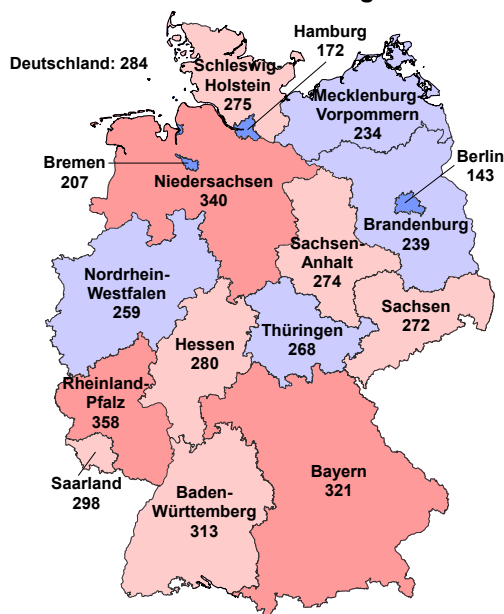 Hamburg
172
Deutschland: 284
Schleswig-
Holstein
275
Mecklenburg-
Vorpommern
234
Bremen
207
Berlin
143
Niedersachsen
340
Brandenburg
239
Sachsen-
Anhalt
274
Nordrhein-
Westfalen
259
Sachsen
272
Thüringen
268
Hessen
280
Rheinland-
Pfalz
358
Saarland
298
Bayern
321
Baden-
Württemberg
313